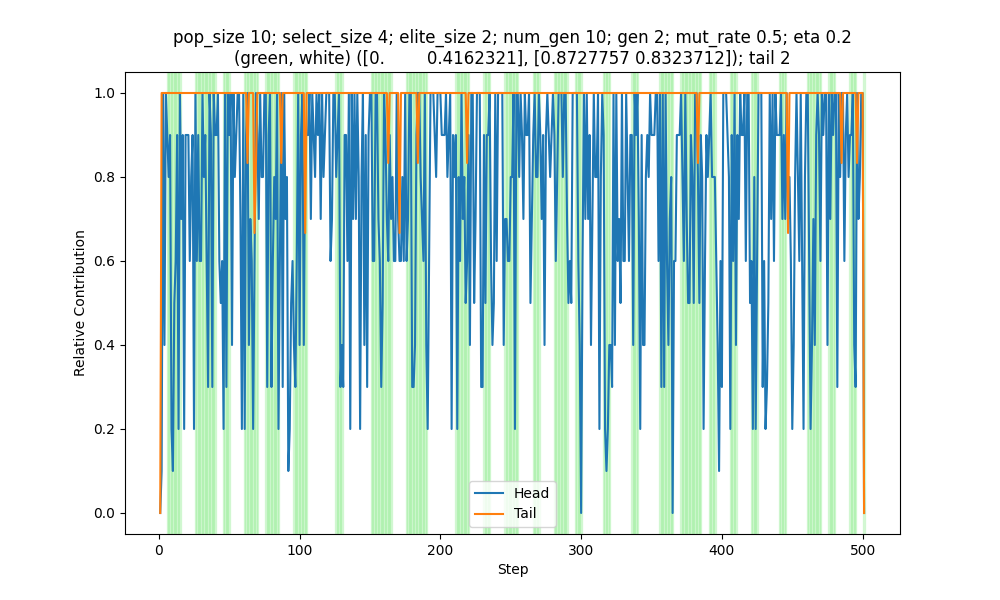 pop_size 10; select_size 4; elite_size 2; num_gen 10; gen 2; mut_rate 0.5; eta 0.2
(green, white) ([0.         0.4162321], [0.8727757 0.8323712]); tail 2
1.0
0.8
0.6
0.4
0.2
0.0
Relative Contribution
Head
Tail
0
100
200
300
400
500
Step